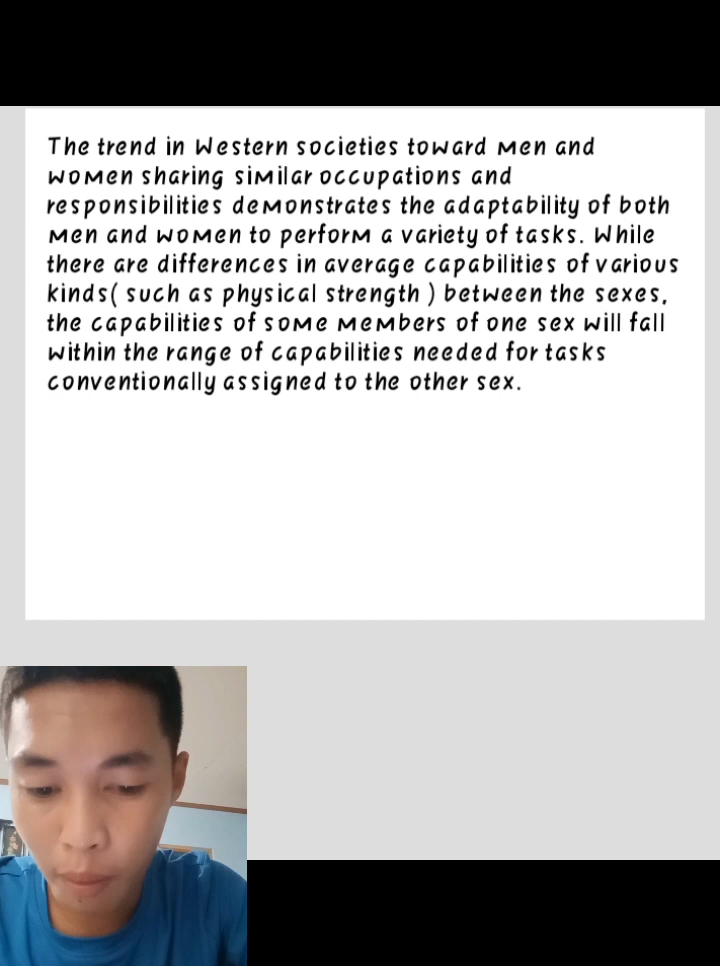 The trend in Western societies toward men and
women sharing similar occupations and
responsibilities demonstrates the adaptability of both
men and women to perform a variety of tasks. While
there are differences in average capabilities of various
kinds( such as physical strength ) between the sexes,
the capabilities of some members of one sex will fall
within the range of capabilities needed for tasks
conventionally assigned to the other sex.